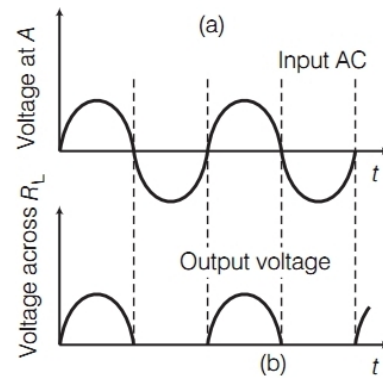 (a)
Voltage at A
Input AC
t
Voltage across RL
Output voltage
(b)
t